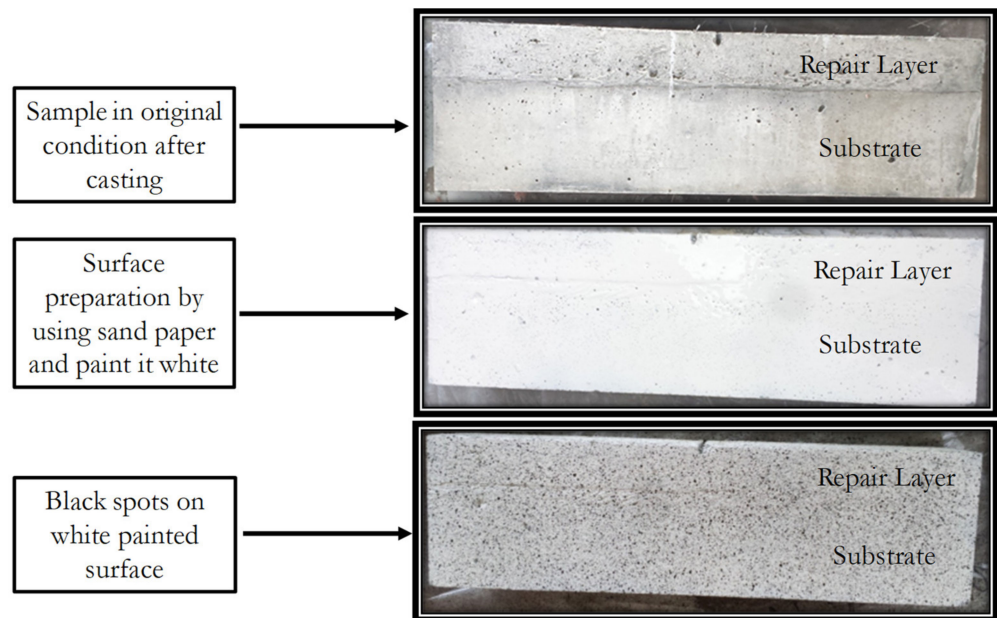 Sample in original
condition after
casting
Repair Layer
Substrate
Surface
preparation by
using sand paper
and paint it white
Repair Layer
Substrate
Black spots on
white painted
surface
Repair Layer
Substrate